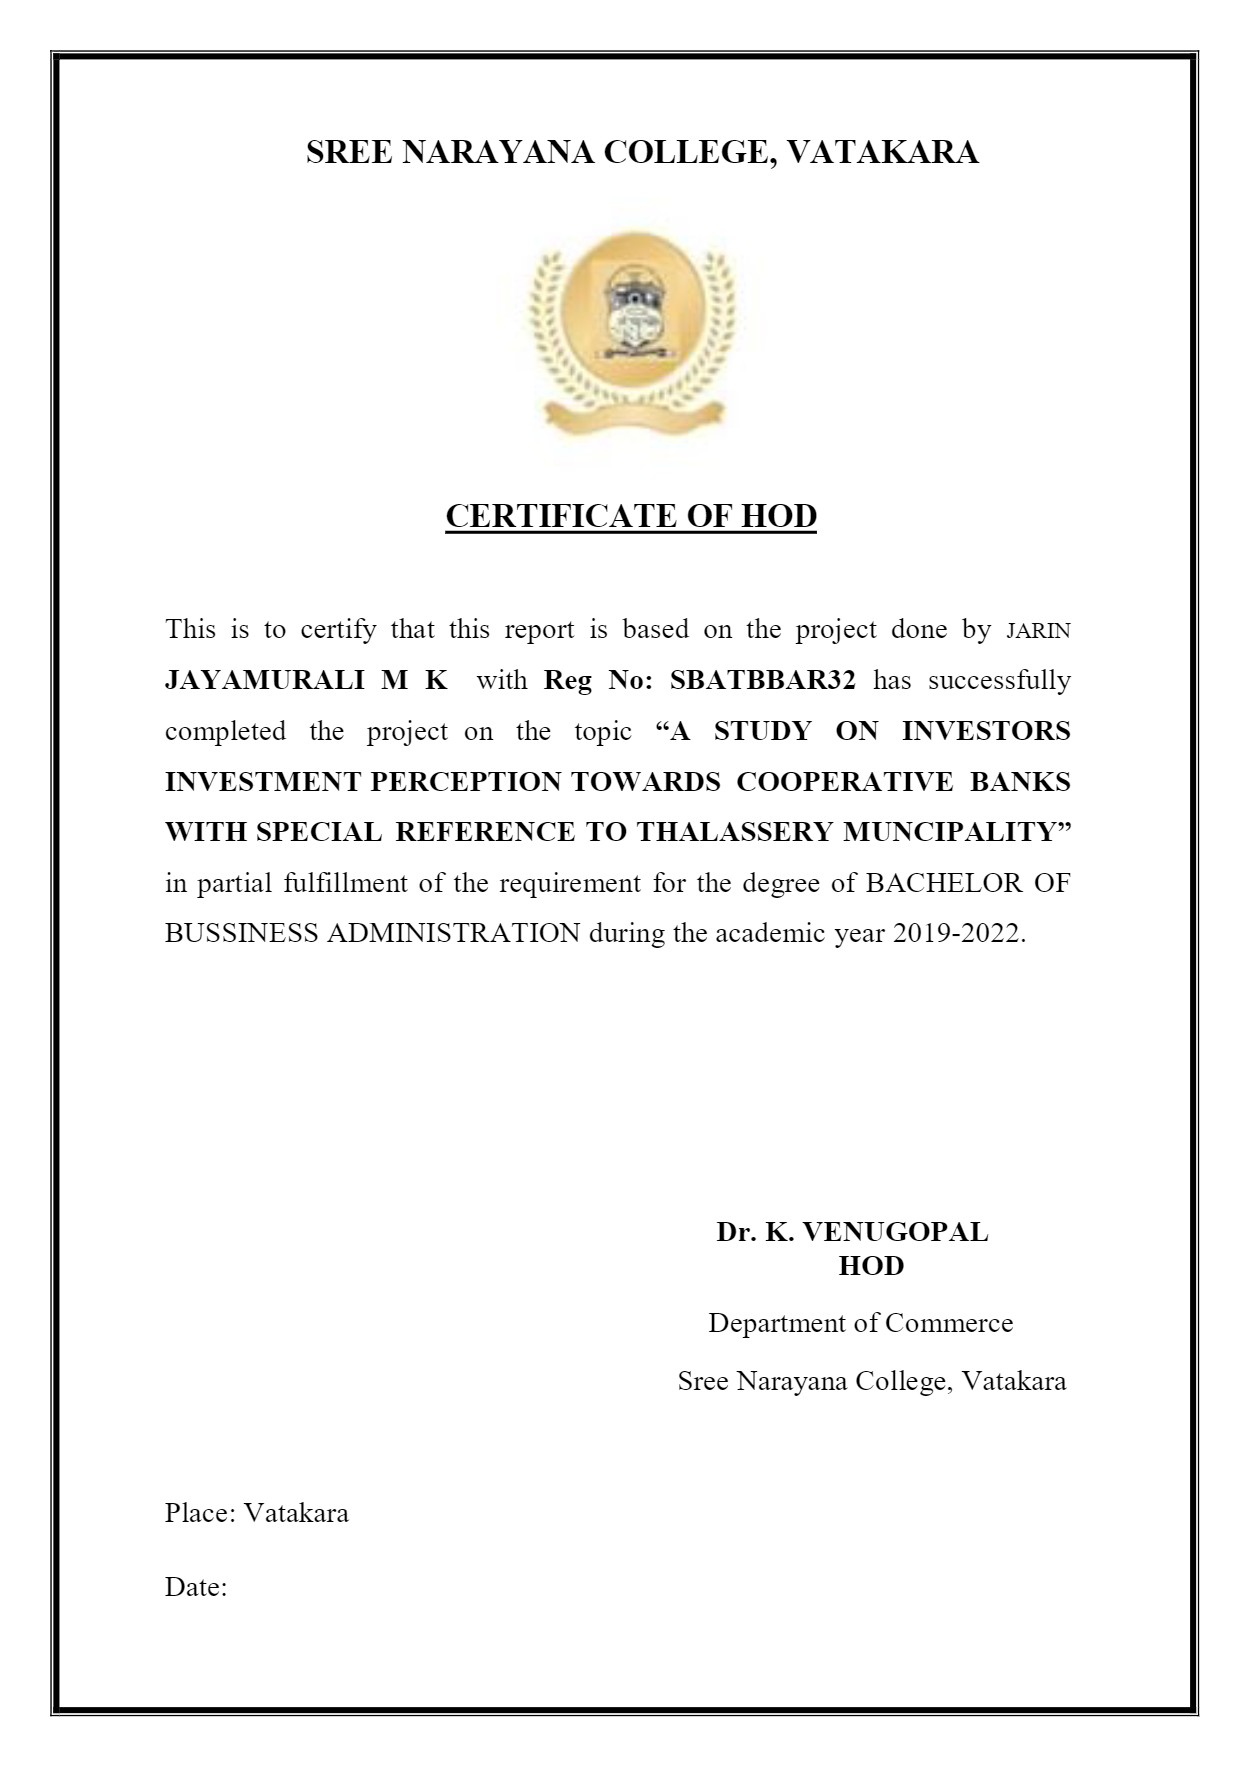 SREE NARAYANA COLLEGE, VATAKARA
CERTIFICATE OF HOD
This is to certify that this report is based on the project done by JARIN
JAYAMURALI M K with Reg No: SBATBBAR32 has successfully
completed the project on the topic “A STUDY ON INVESTORS
INVESTMENT PERCEPTION TOWARDS COOPERATIVE BANKS
WITH SPECIAL REFERENCE TO THALASSERY MUNCIPALITY”
in partial fulfillment of the requirement for the degree of BACHELOR OF
BUSSINESS ADMINISTRATION during the academic year 2019-2022.
Dr. K. VENUGOPAL
HOD
Department of Commerce
Sree Narayana College, Vatakara
Place: Vatakara
Date: